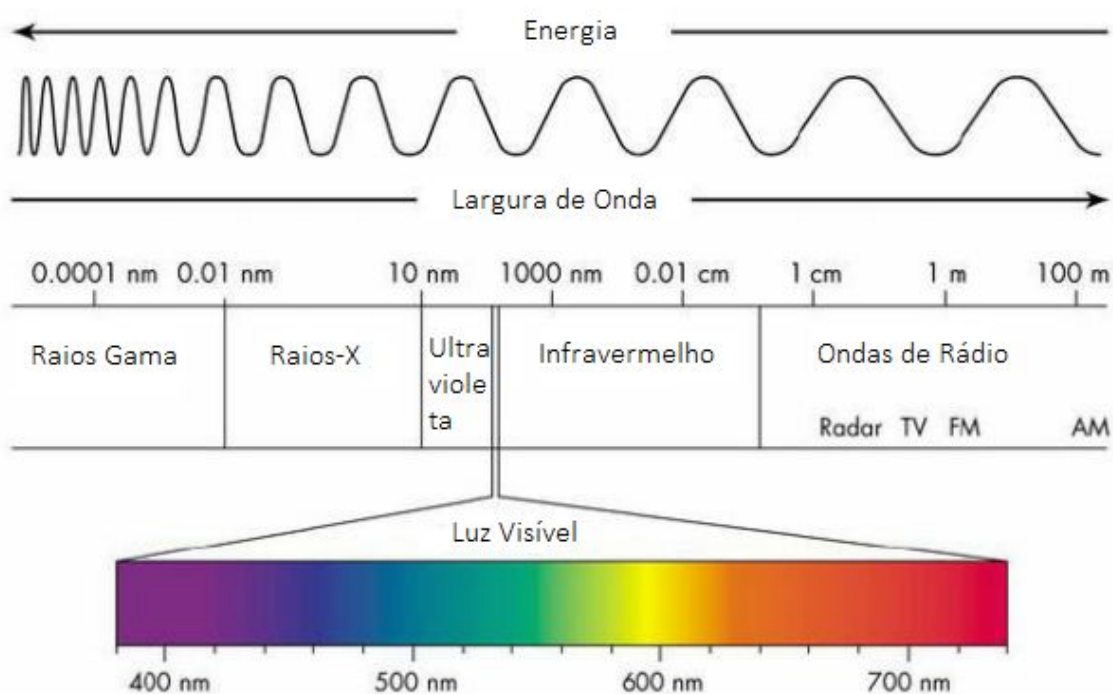 Energia
Largura de Onda
0.0001 nm 0.01 nm 10 nm 1000 nm 0.01 cm 1 cm 1 m 100 m
Raios Gama
Raios-X
Ultra
viole
ta
Infravermelho
Ondas de Rádio
Radar TV FM AM
Luz Visível
400 nm 500 nm 600 nm 700 nm